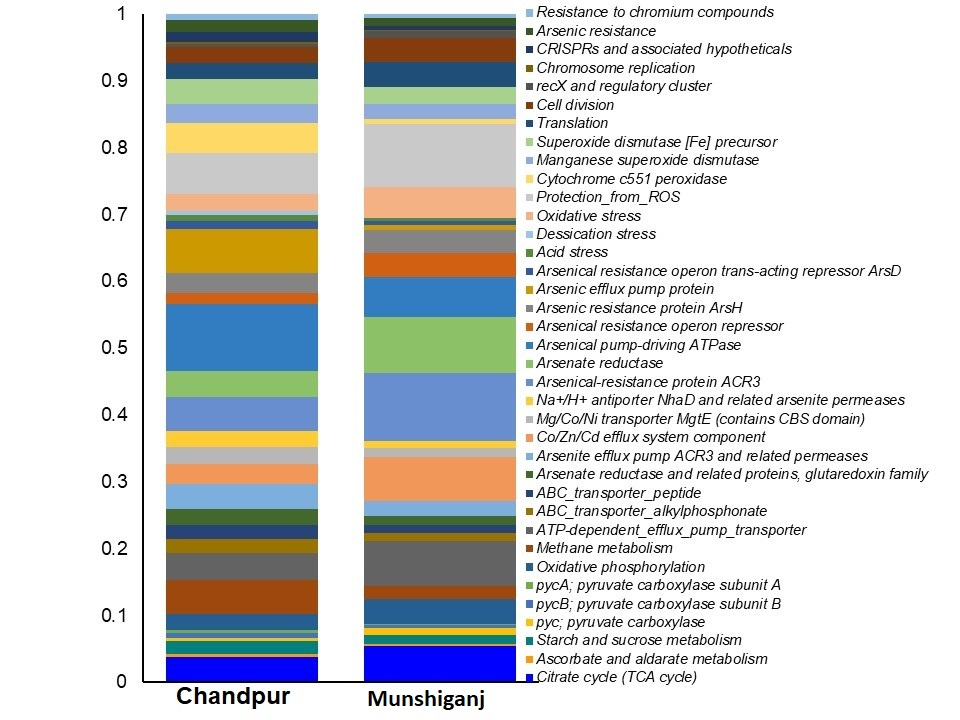 1
0.9
0.8
0.7
0.6
0.5
0.4
0.3
0.2
0.1
0
Chandpur
Munshiganj
Resistance to chromium compounds
Arsenic resistance
CRISPRs and associated hypotheticals
Chromosome replication
recX and regulatory cluster
Cell division
Translation
Superoxide dismutase [Fe] precursor
Manganese superoxide dismutase
Cytochrome c551 peroxidase
Protection_from_ROS
Oxidative stress
Dessication stress
Acid stress
Arsenical resistance operon trans-acting repressor ArsD
Arsenic efflux pump protein
Arsenic resistance protein ArsH
Arsenical resistance operon repressor
Arsenical pump-driving ATPase
Arsenate reductase
Arsenical-resistance protein ACR3
Na+/H+ antiporter NhaD and related arsenite permeases
Mg/Co/Ni transporter MgtE (contains CBS domain)
Co/Zn/Cd efflux system component
Arsenite efflux pump ACR3 and related permeases
Arsenate reductase and related proteins, glutaredoxin family
ABC_transporter_peptide
ABC_transporter_alkylphosphonate
ATP-dependent_efflux_pump_transporter
Methane metabolism
Oxidative phosphorylation
pycA; pyruvate carboxylase subunit A
pycB; pyruvate carboxylase subunit B
pyc; pyruvate carboxylase
Starch and sucrose metabolism
Ascorbate and aldarate metabolism
Citrate cycle (TCA cycle)